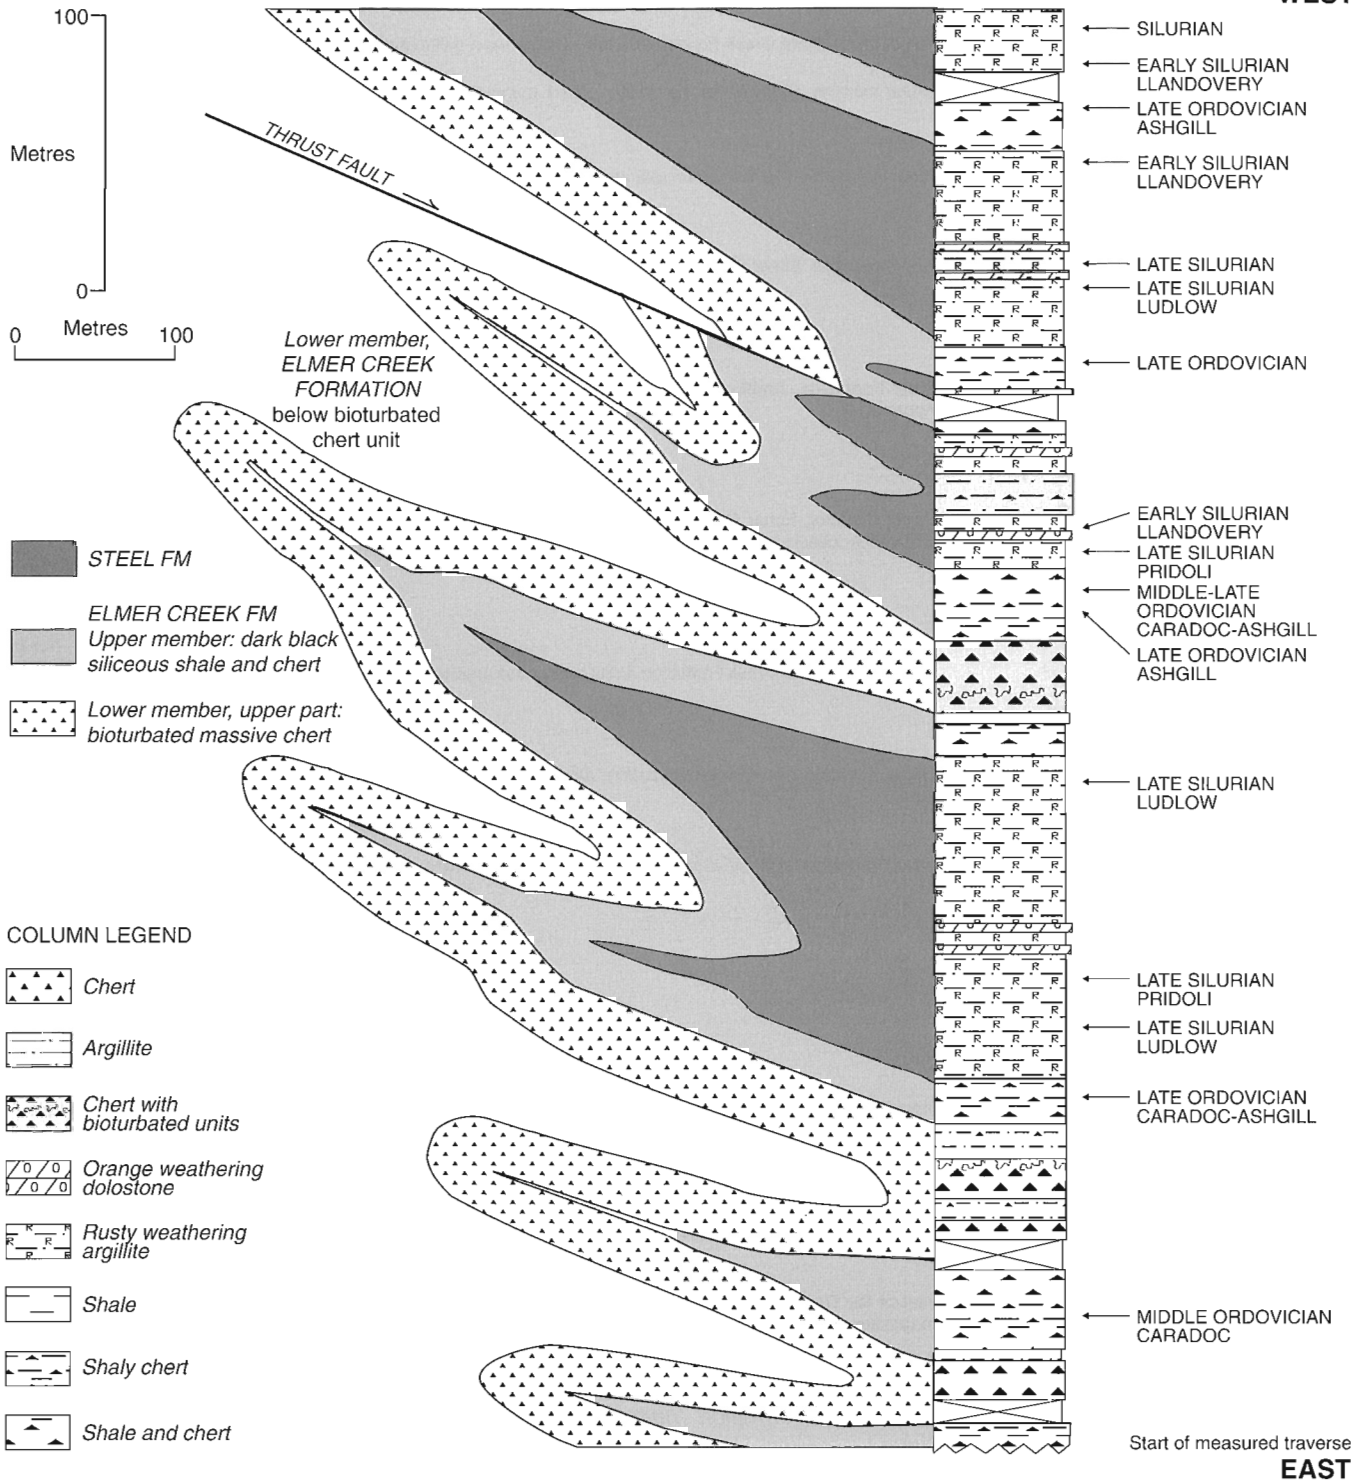 WEST
100
Metres
0
0 Metres 100
THRUST FAULT
Lower member,
ELMER CREEK
FORMATION
below bioturbated
chert unit
STEEL FM
ELMER CREEK FM
Upper member: dark black
siliceous shale and chert
Lower member, upper part:
bioturbated massive chert
COLUMN LEGEND
Chert
Argillite
Chert with
bioturbated units
Orange weathering
dolostone
Rusty weathering
argillite
Shale
Shaly chert
Shale and chert
SILURIAN
EARLY SILURIAN
LLANDOVERY
LATE ORDOVICIAN
ASHGILL
EARLY SILURIAN
LLANDOVERY
LATE SILURIAN
LATE SILURIAN
LUDLOW
LATE ORDOVICIAN
EARLY SILURIAN
LLANDOVERY
LATE SILURIAN
PRIDOLI
MIDDLE-LATE
ORDOVICIAN
CARADOC-ASHGILL
LATE ORDOVICIAN
ASHGILL
LATE SILURIAN
LUDLOW
LATE SILURIAN
PRIDOLI
LATE SILURIAN
LUDLOW
LATE ORDOVICIAN
CARADOC-ASHGILL
MIDDLE ORDOVICIAN
CARADOC
Start of measured traverse
EAST